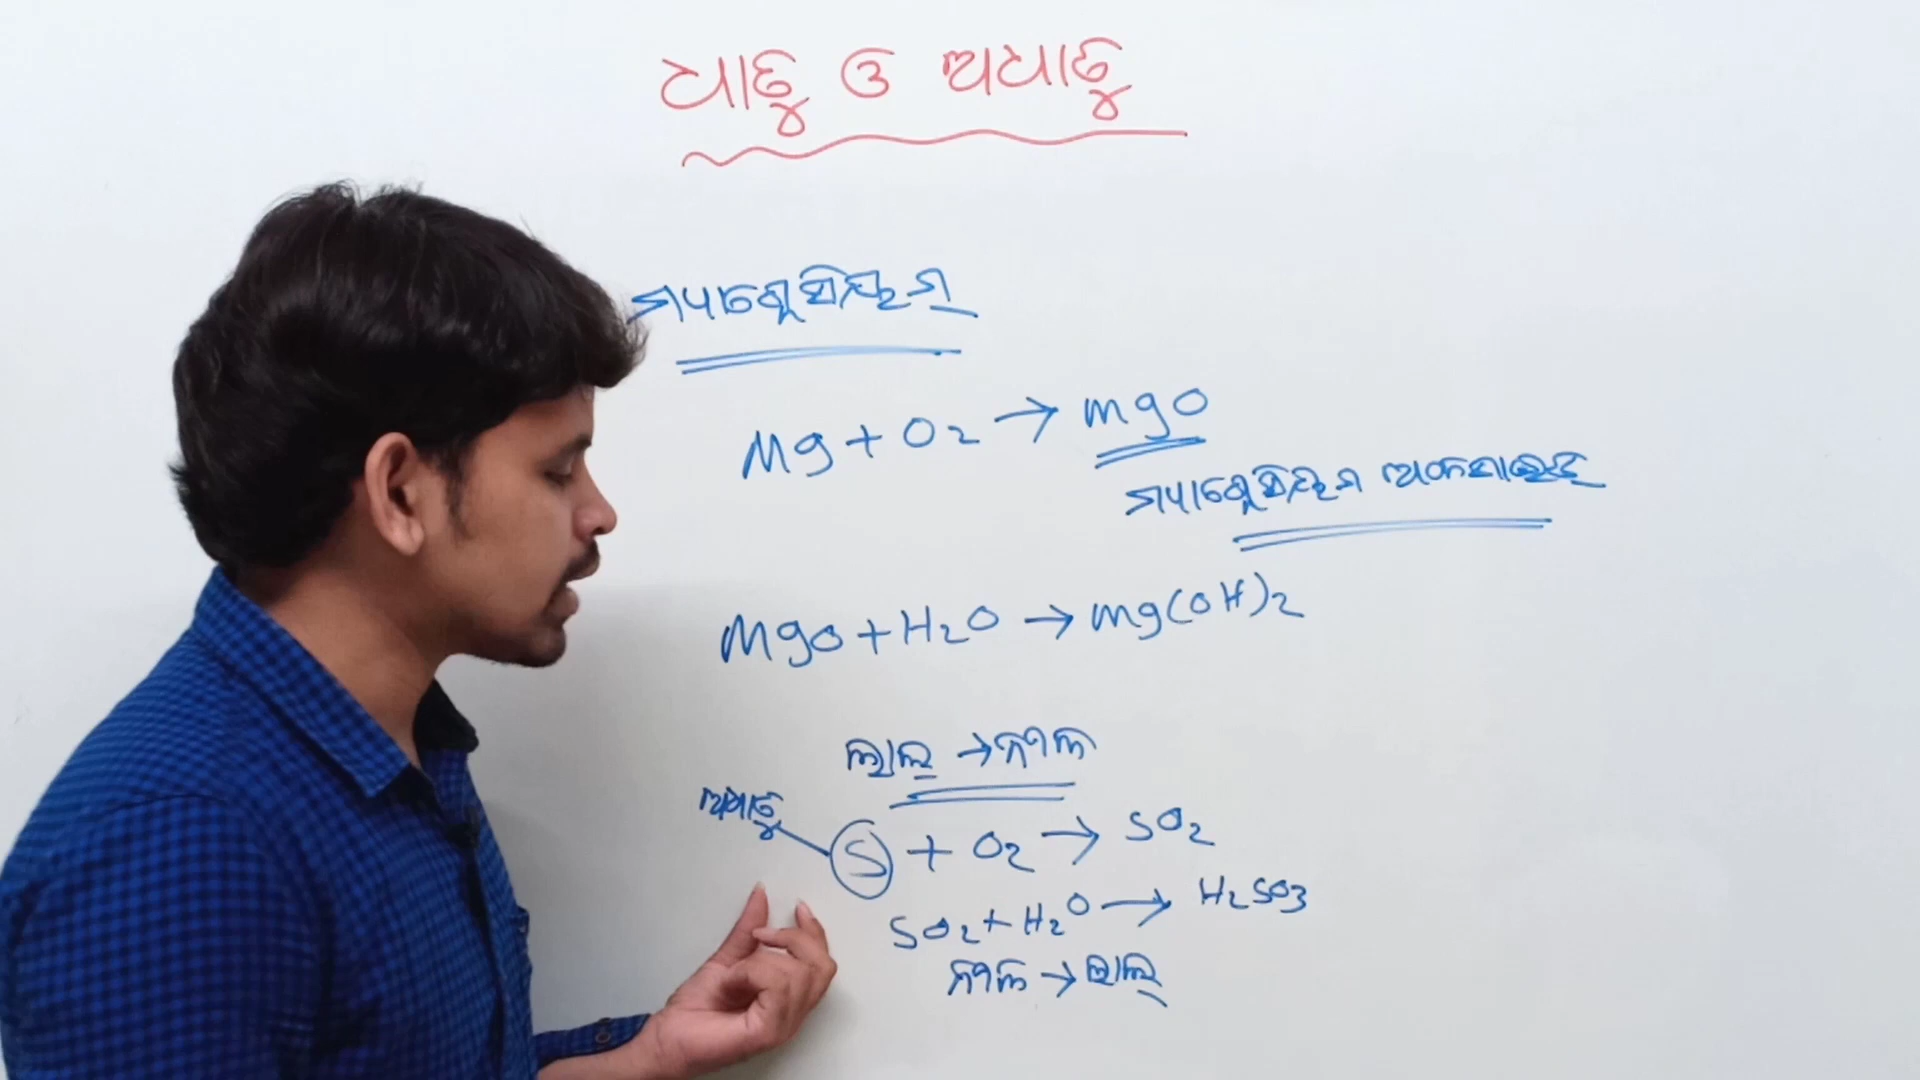 ଧାତୁ ଓ ଅଧାତୁ
ମ୍ୟାଗ୍ନେସିୟମ୍
Mg + O2 → MgO
ମ୍ୟାଗ୍ନେସିୟମ ଅକ୍ସାଇଡ୍
MgO + H2O → Mg(OH)2
ଲାଲ୍ → ନୀଳ
ଅଧାତୁ
S + O2 → SO2
SO2 + H2O → H2SO3
ନୀଳ → ଲାଲ୍